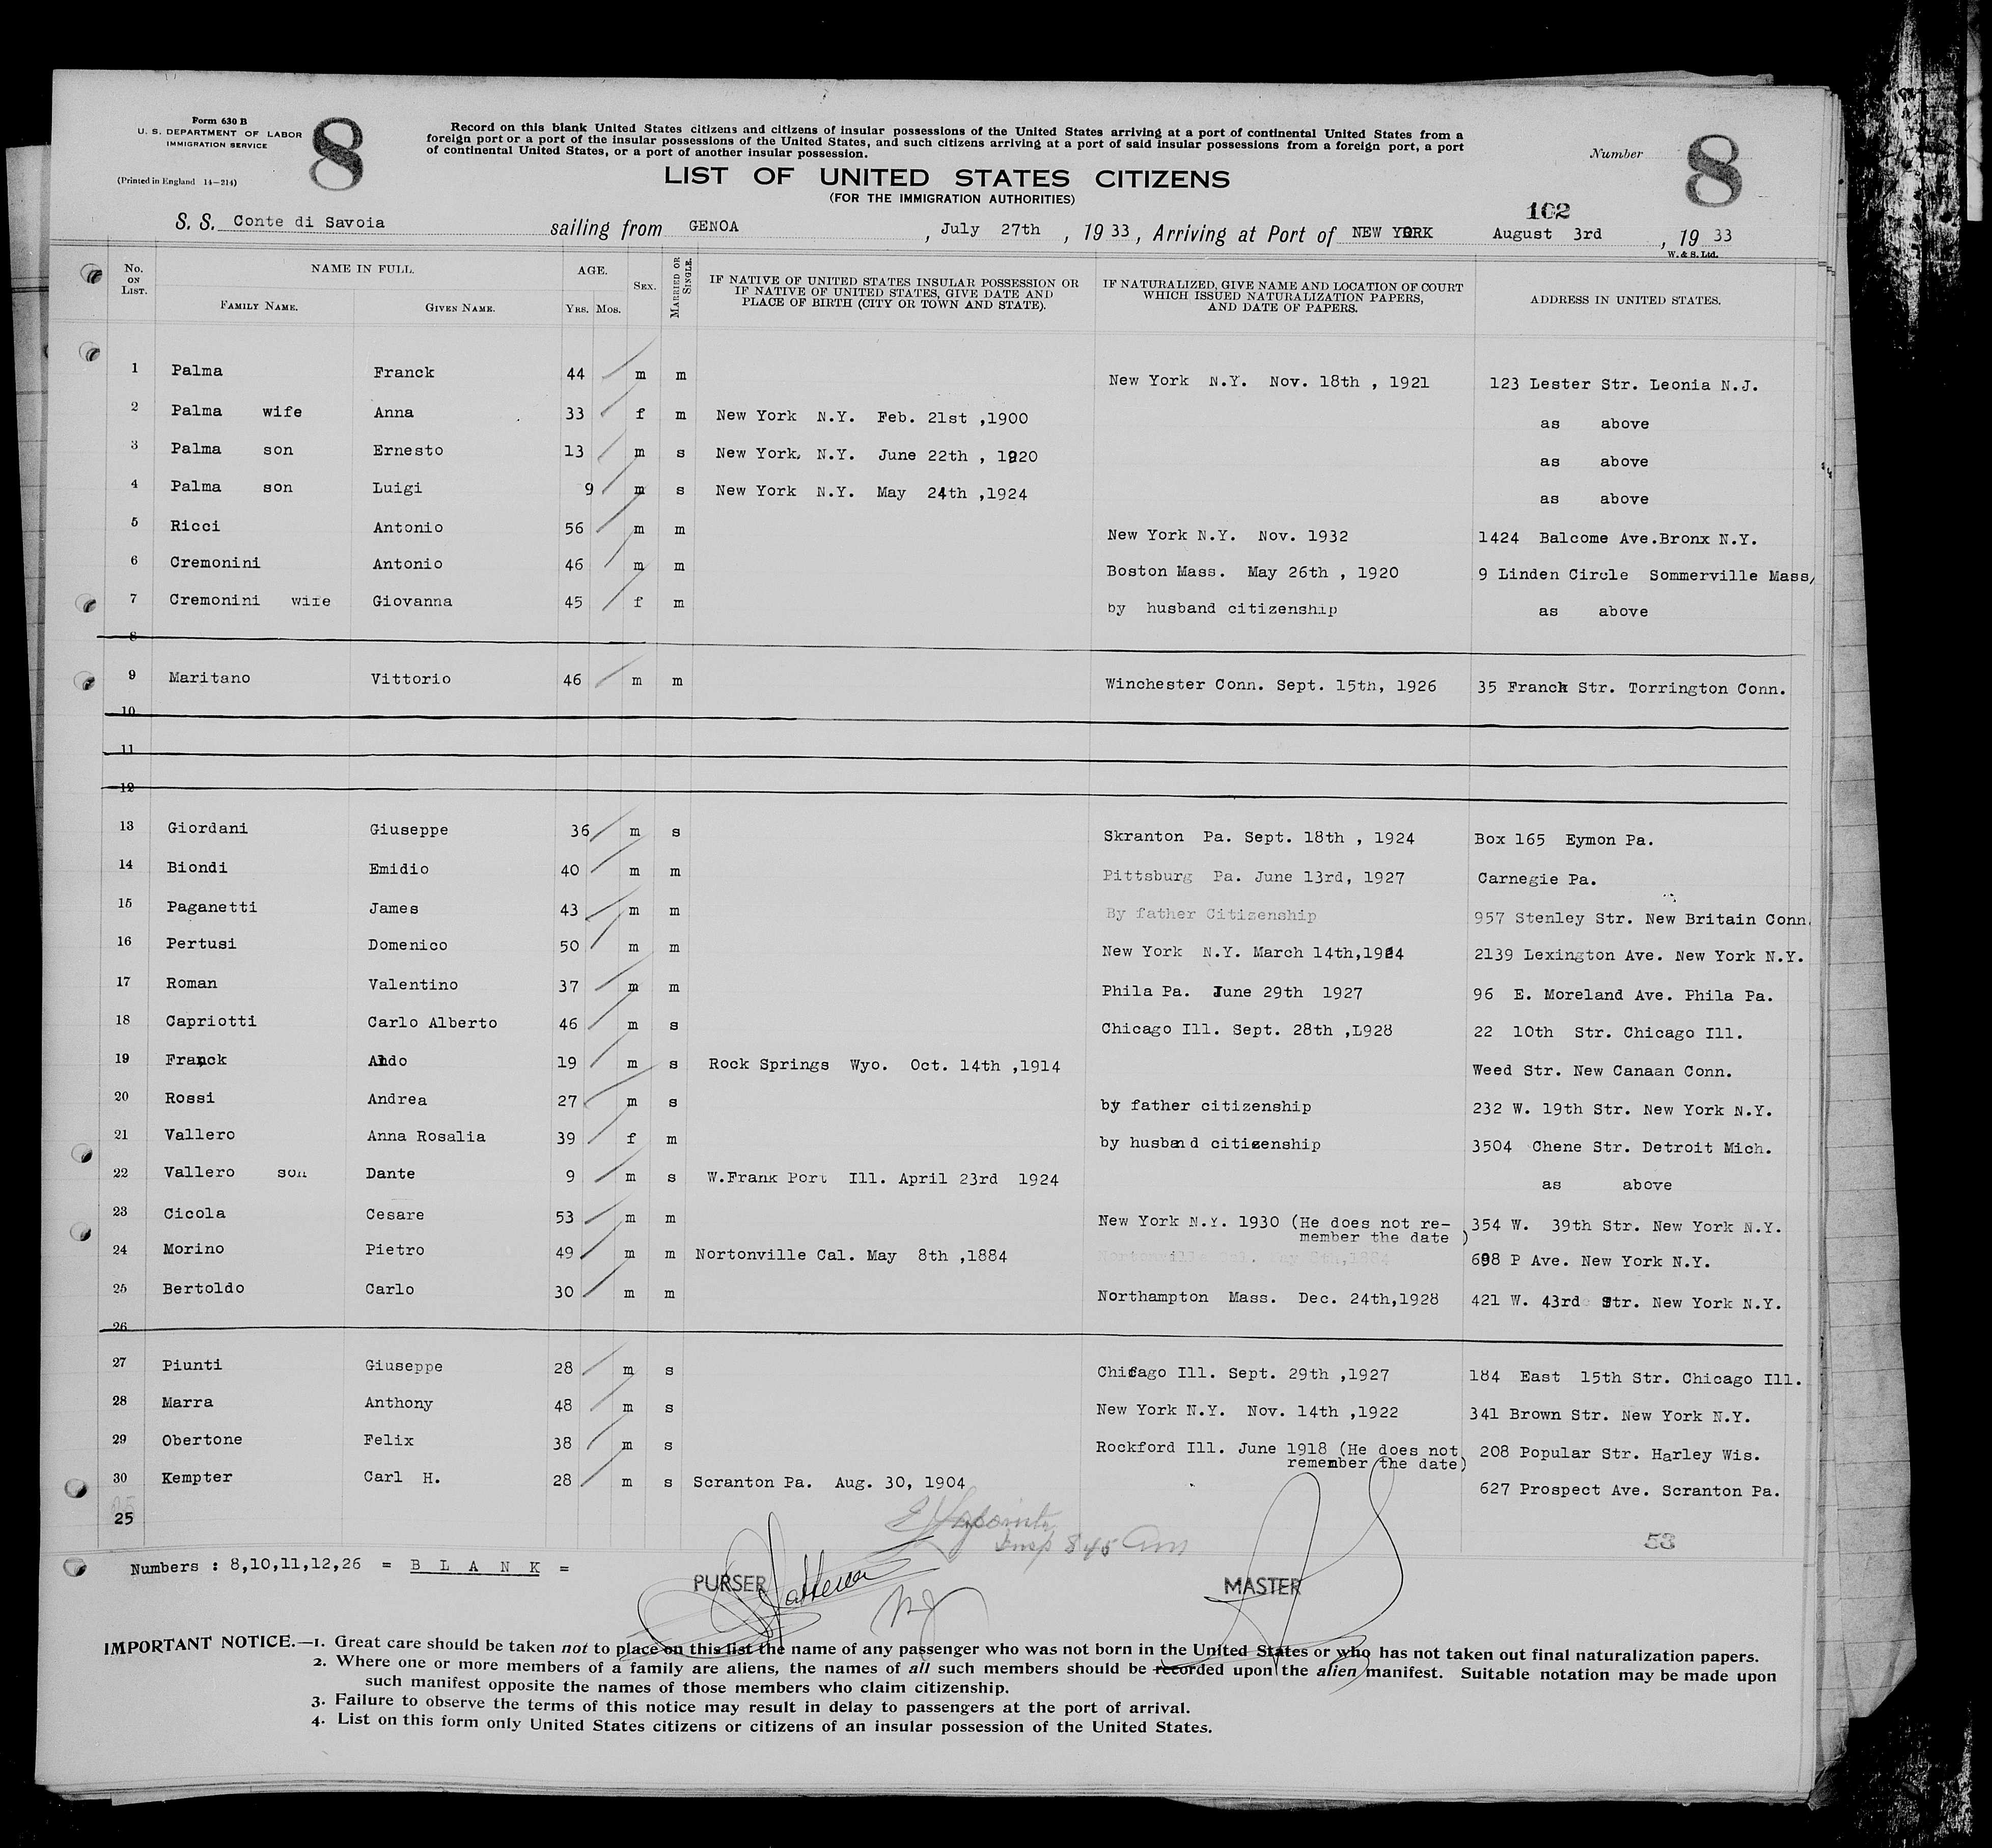 Form 630 B
U. S. DEPARTMENT OF LABOR
IMMIGRATION SERVICE
(Printed in England 14—214)
8
Record on this blank United States citizens and citizens of insular possessions of the United States arriving at a port of continental United States from a
foreign port or a port of the insular possessions of the United States, and such citizens arriving at a port of said insular possessions from a foreign port, a port
of continental United States, or a port of another insular possession.
Number 8
LIST OF UNITED STATES CITIZENS
(FOR THE IMMIGRATION AUTHORITIES)
102
S. S. Conte di Savoia sailing from GENOA , July 27th , 19 33, Arriving at Port of NEW YORK August 3rd , 19 33
W. & S. Ltd.
No. ON LIST. NAME IN FULL. FAMILY NAME. GIVEN NAME. AGE. YRS. MOS. SEX. MARRIED OR SINGLE. IF NATIVE OF UNITED STATES INSULAR POSSESSION OR IF NATIVE OF UNITED STATES, GIVE DATE AND PLACE OF BIRTH (CITY OR TOWN AND STATE). IF NATURALIZED, GIVE NAME AND LOCATION OF COURT WHICH ISSUED NATURALIZATION PAPERS, AND DATE OF PAPERS. ADDRESS IN UNITED STATES.
1 Palma Franck 44 m m New York N.Y. Nov. 18th , 1921 123 Lester Str. Leonia N.J.
2 Palma wife Anna 33 f m New York N.Y. Feb. 21st ,1900 as above
3 Palma son Ernesto 13 m s New York, N.Y. June 22th , 1920 as above
4 Palma son Luigi 9 m s New York N.Y. May 24th ,1924 as above
5 Ricci Antonio 56 m m New York N.Y. Nov. 1932 1424 Balcome Ave.Bronx N.Y.
6 Cremonini Antonio 46 m m Boston Mass. May 26th , 1920 9 Linden Circle Sommerville Mass/
7 Cremonini wife Giovanna 45 f m by husband citizenship as above
8
9 Maritano Vittorio 46 m m Winchester Conn. Sept. 15th, 1926 35 Franck Str. Torrington Conn.
10
11
12
13 Giordani Giuseppe 36 m s Skranton Pa. Sept. 18th , 1924 Box 165 Eymon Pa.
14 Biondi Emidio 40 m m Pittsburg Pa. June 13rd, 1927 Carnegie Pa.
15 Paganetti James 43 m m By father Citizenship 957 Stenley Str. New Britain Conn.
16 Pertusi Domenico 50 m m New York N.Y. March 14th,1924 2139 Lexington Ave. New York N.Y.
17 Roman Valentino 37 m m Phila Pa. June 29th 1927 96 E. Moreland Ave. Phila Pa.
18 Capriotti Carlo Alberto 46 m s Chicago Ill. Sept. 28th ,L928 22 10th Str. Chicago Ill.
19 Franck Aldo 19 m s Rock Springs Wyo. Oct. 14th ,1914 Weed Str. New Canaan Conn.
20 Rossi Andrea 27 m s by father citizenship 232 W. 19th Str. New York N.Y.
21 Vallero Anna Rosalia 39 f m by husband citizenship 3504 Chene Str. Detroit Mich.
22 Vallero son Dante 9 m s W.Frank Port Ill. April 23rd 1924 as above
23 Cicola Cesare 53 m m New York N.Y. 1930 (He does not re- 354 W. 39th Str. New York N.Y.
member the date )
24 Morino Pietro 49 m m Nortonville Cal. May 8th ,1884 698 P Ave. New York N.Y.
25 Bertoldo Carlo 30 m m Northampton Mass. Dec. 24th,1928 421 W. 43rd Str. New York N.Y.
26
27 Piunti Giuseppe 28 m s Chicago Ill. Sept. 29th ,1927 184 East 15th Str. Chicago Ill.
28 Marra Anthony 48 m s New York N.Y. Nov. 14th ,1922 341 Brown Str. New York N.Y.
29 Obertone Felix 38 m s Rockford Ill. June 1918 (He does not 208 Popular Str. Harley Wis.
remember the date)
30 Kempter Carl H. 28 m s Scranton Pa. Aug. 30, 1904 627 Prospect Ave. Scranton Pa.
25
Insp 845 Am
53
Numbers : 8,10,11,12,26 = B L A N K =
PURSER
MASTER
IMPORTANT NOTICE.—1. Great care should be taken not to place on this list the name of any passenger who was not born in the United States or who has not taken out final naturalization papers.
2. Where one or more members of a family are aliens, the names of all such members should be recorded upon the alien manifest. Suitable notation may be made upon
such manifest opposite the names of those members who claim citizenship.
3. Failure to observe the terms of this notice may result in delay to passengers at the port of arrival.
4. List on this form only United States citizens or citizens of an insular possession of the United States.